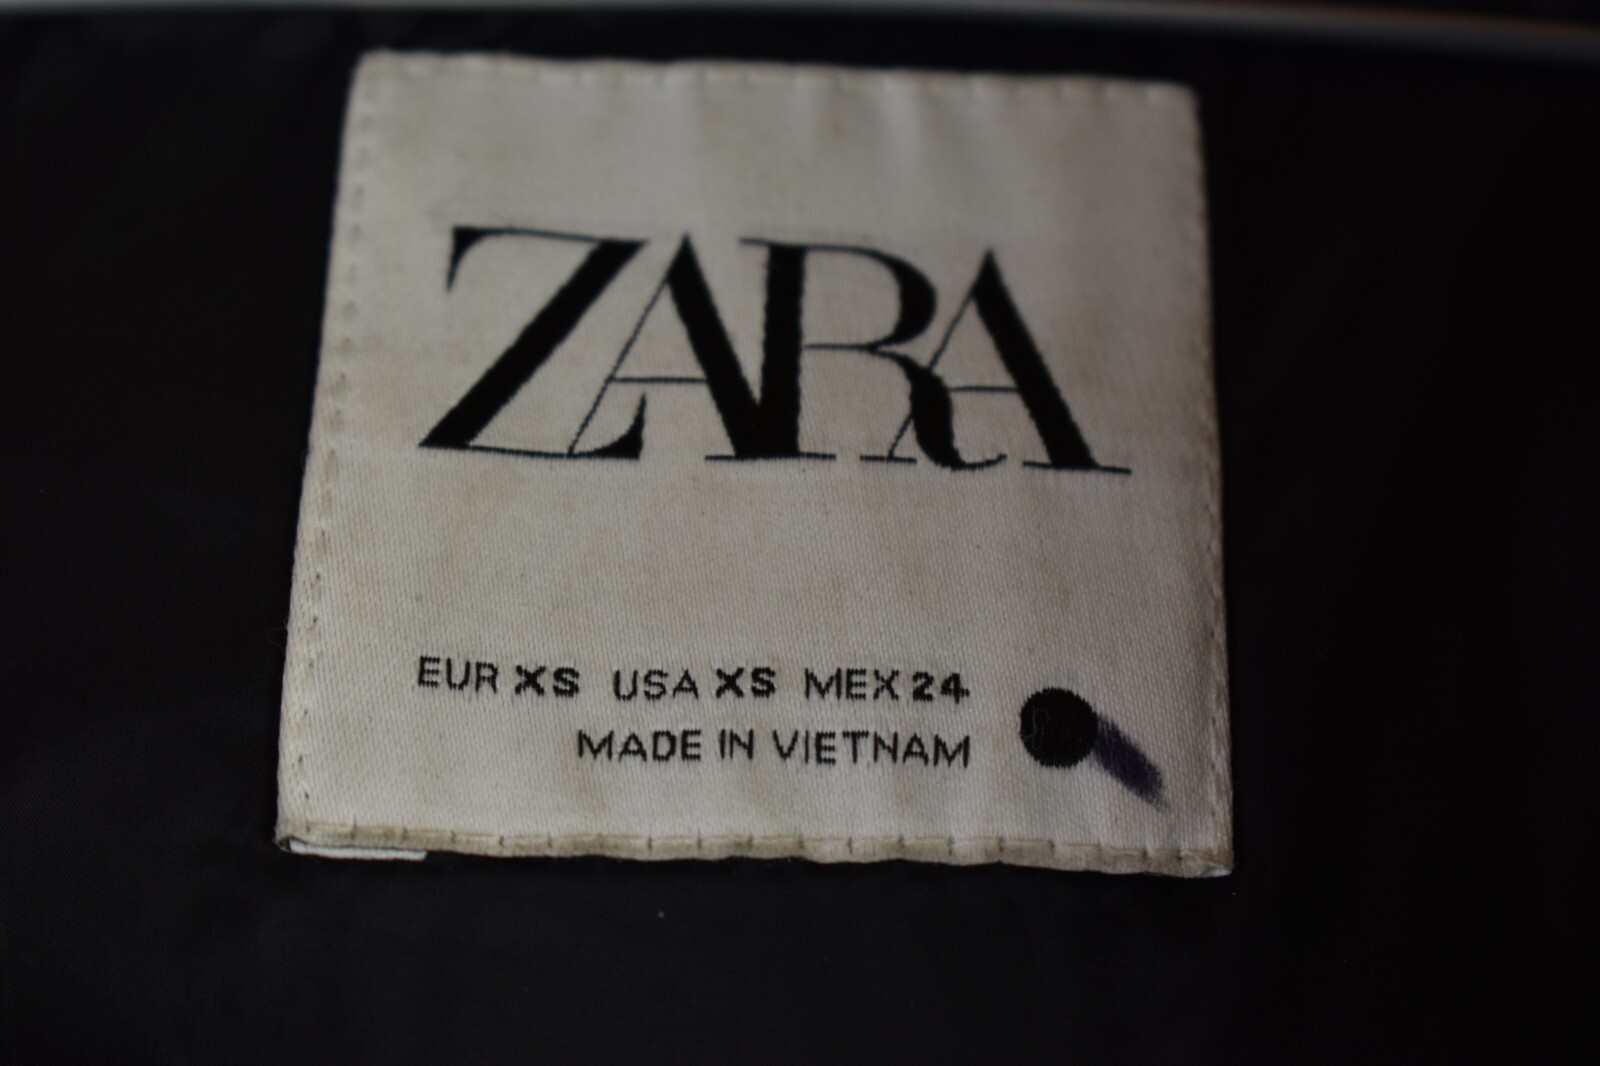 ZARA
EUR XS USA XS MEX 24
MADE IN VIETNAM